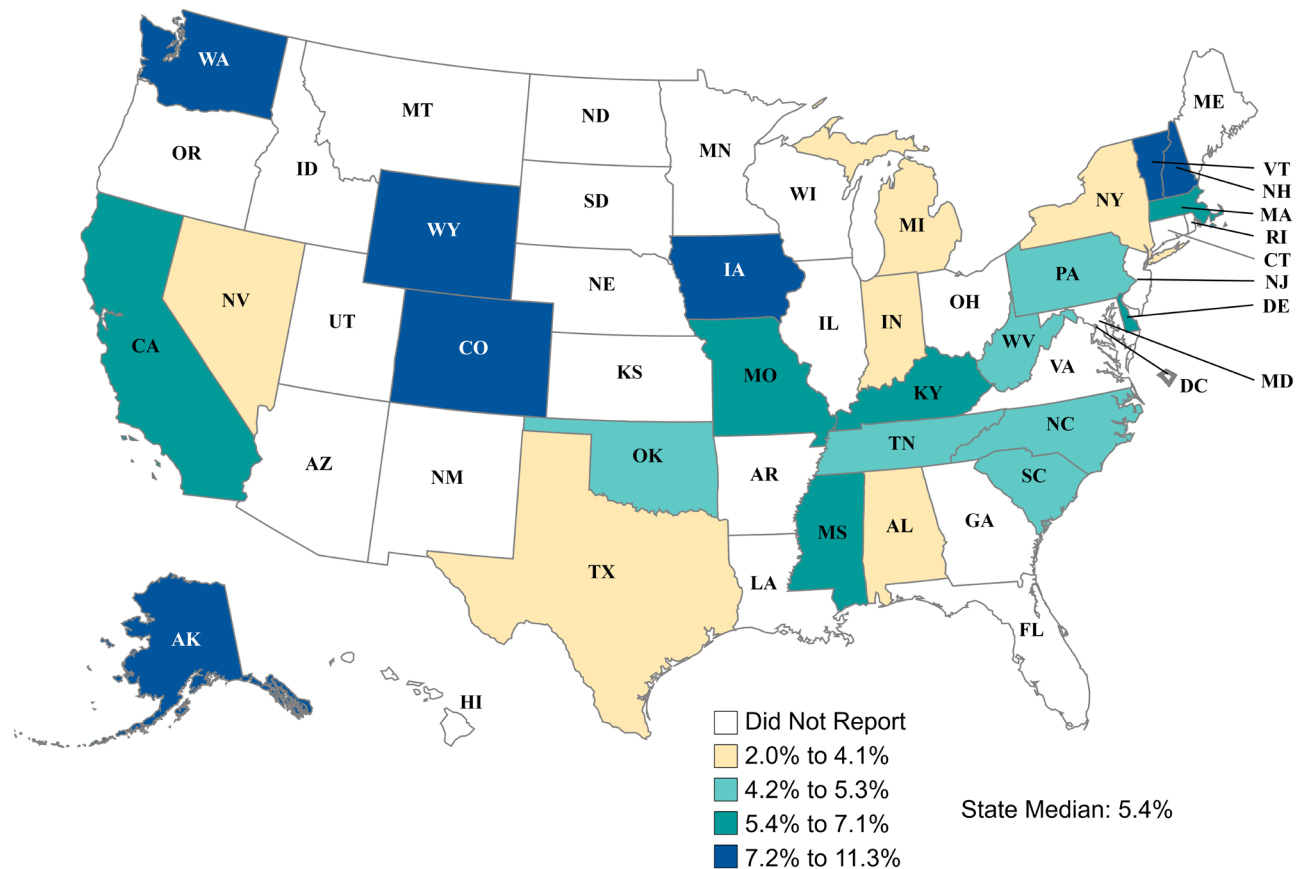 WA
MT
ND
MN
ME
OR
ID
SD
WI
MI
NY
VT
NH
MA
RI
CT
NJ
DE
MD
DC
WY
IA
NE
PA
NV
UT
CO
IL
IN
OH
CA
KS
MO
WV
VA
KY
AZ
NM
OK
AR
TN
NC
SC
MS
AL
GA
TX
LA
FL
AK
HI
Did Not Report
2.0% to 4.1%
4.2% to 5.3%
5.4% to 7.1%
7.2% to 11.3%
State Median: 5.4%